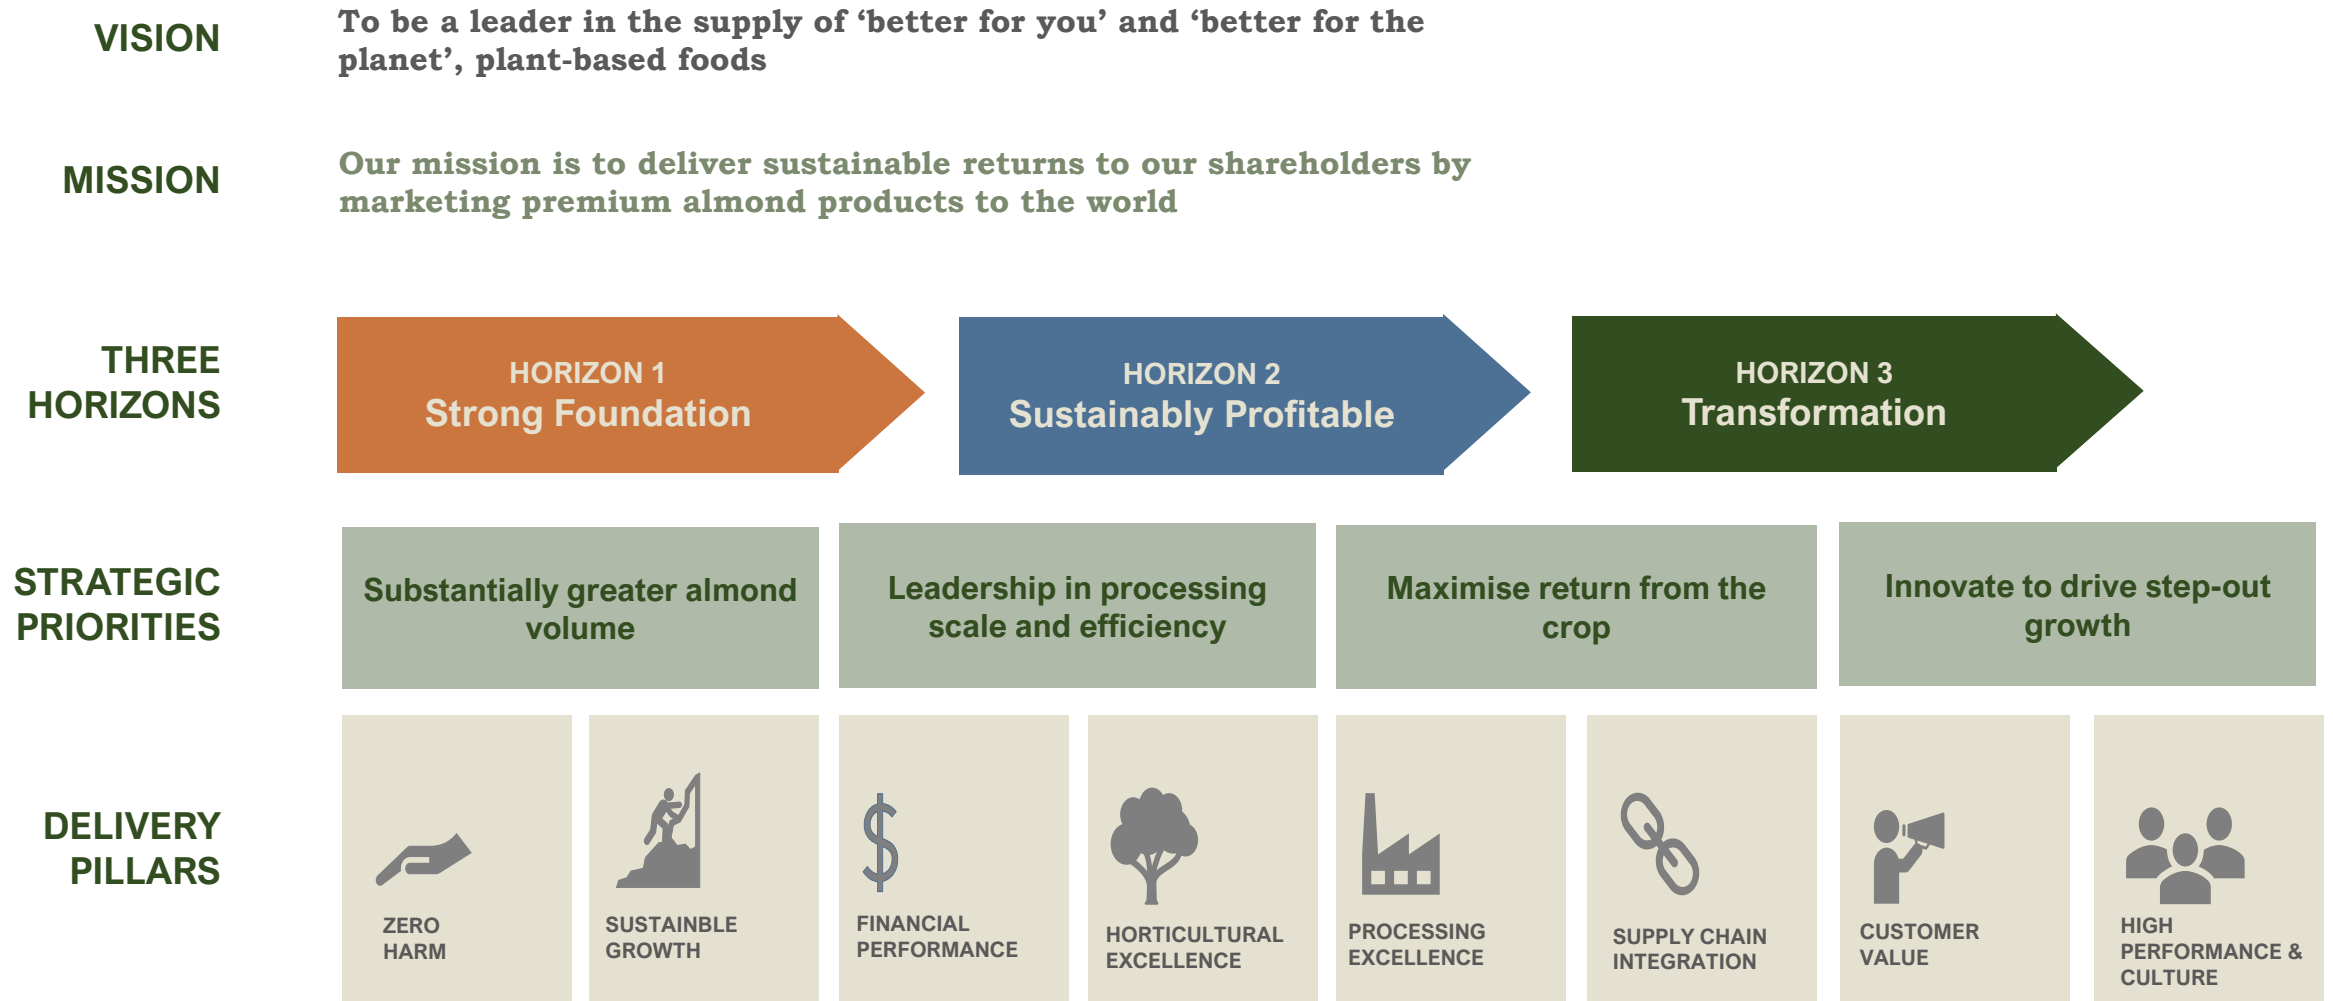 VISION
To be a leader in the supply of ‘better for you’ and ‘better for the
planet’, plant-based foods
MISSION
Our mission is to deliver sustainable returns to our shareholders by
marketing premium almond products to the world
THREE
HORIZONS
HORIZON 1
Strong Foundation
HORIZON 2
Sustainably Profitable
HORIZON 3
Transformation
STRATEGIC
PRIORITIES
Substantially greater almond
volume
Leadership in processing
scale and efficiency
Maximise return from the
crop
Innovate to drive step-out
growth
DELIVERY
PILLARS
ZERO
HARM
SUSTAINBLE
GROWTH
$
FINANCIAL
PERFORMANCE
HORTICULTURAL
EXCELLENCE
PROCESSING
EXCELLENCE
SUPPLY CHAIN
INTEGRATION
CUSTOMER
VALUE
HIGH
PERFORMANCE &
CULTURE